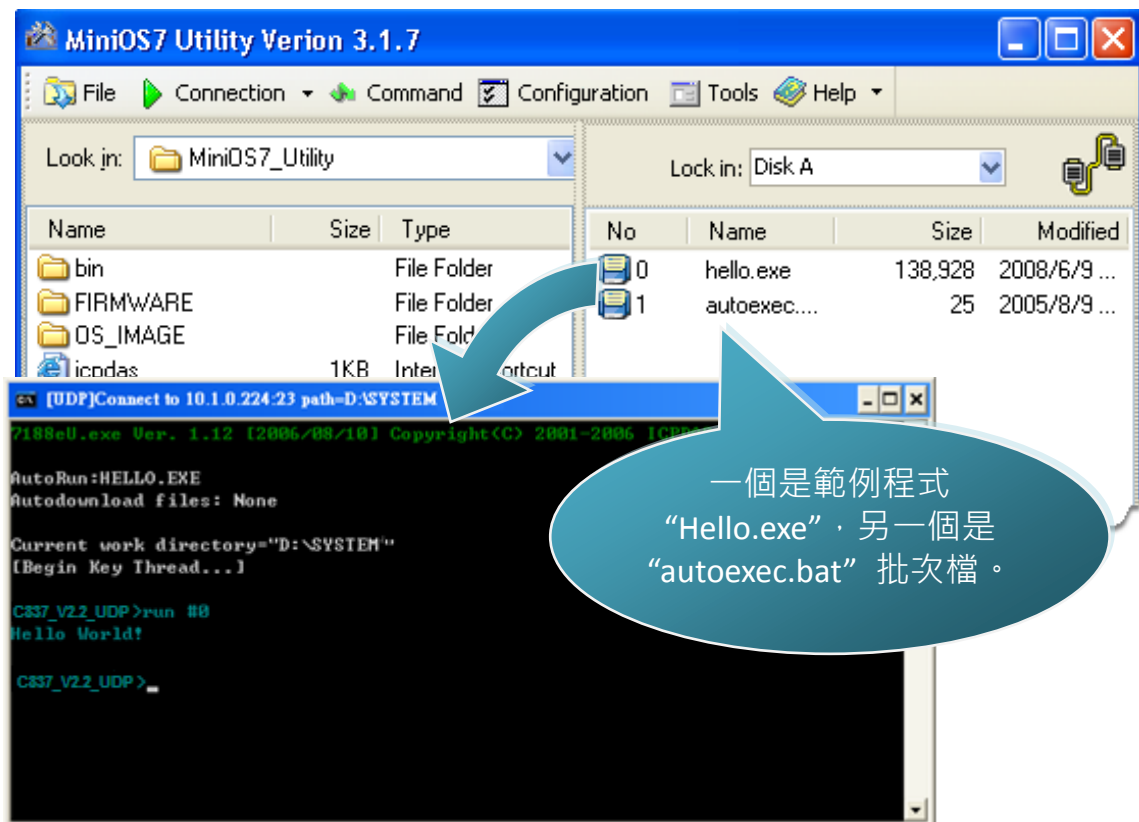 MiniOS7 Utility Verion 3.1.7
File Connection Command Configuration Tools Help
Look in: MiniOS7_Utility
Lock in: Disk A
Name Size Type
No Name Size Modified
bin File Folder
0 hello.exe 138,928 2008/6/9 ...
FIRMWARE File Folder
1 autoexec.... 25 2005/8/9 ...
OS_IMAGE
icpdas 1KB
[UDP]Connect to 10.1.0.224:23 path=D:\SYSTEM
7188eU.exe Ver. 1.12 [2006/08/10] Copyright(C) 2001-2006
AutoRun:HELLO.EXE
Autodownload files: None
Current work directory="D:\SYSTEM"
[Begin Key Thread...]
C837_V2.2_UDP>run #0
Hello World!
C837_V2.2_UDP>_
一個是範例程式
“Hello.exe”，另一個是
“autoexec.bat” 批次檔。